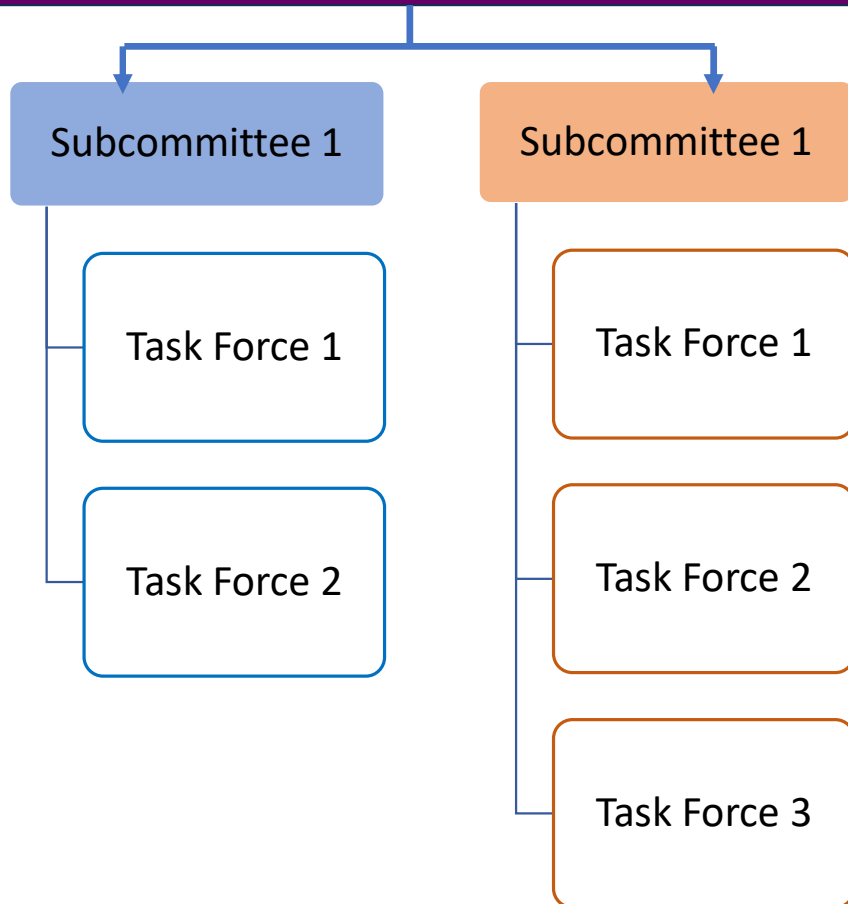 Subcommittee 1
Task Force 1
Task Force 2
Subcommittee 1
Task Force 1
Task Force 2
Task Force 3